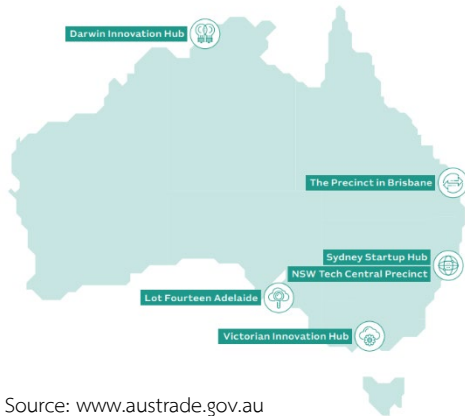 Darwin Innovation Hub
The Precinct in Brisbane
Sydney Startup Hub
NSW Tech Central Precinct
Lot Fourteen Adelaide
Victorian Innovation Hub
Source: www.austrade.gov.au